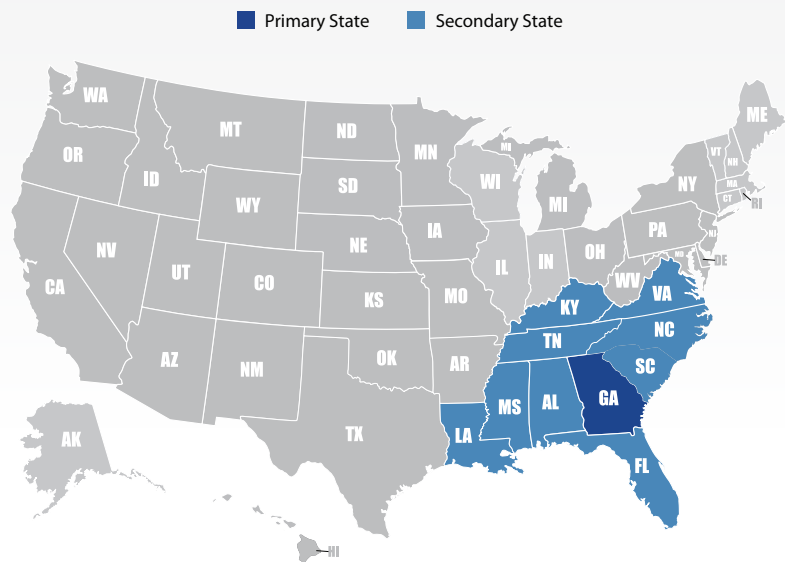 Primary State
Secondary State
WA
MT
ND
MN
MI
ME
VT
NH
OR
ID
SD
WI
NY
MA
CT
RI
WY
MI
IA
PA
NJ
NV
NE
OH
DE
MD
UT
CO
IL
IN
WV
CA
KS
MO
VA
KY
NC
TN
AZ
NM
OK
AR
SC
GA
MS
AL
TX
LA
AK
FL
HI